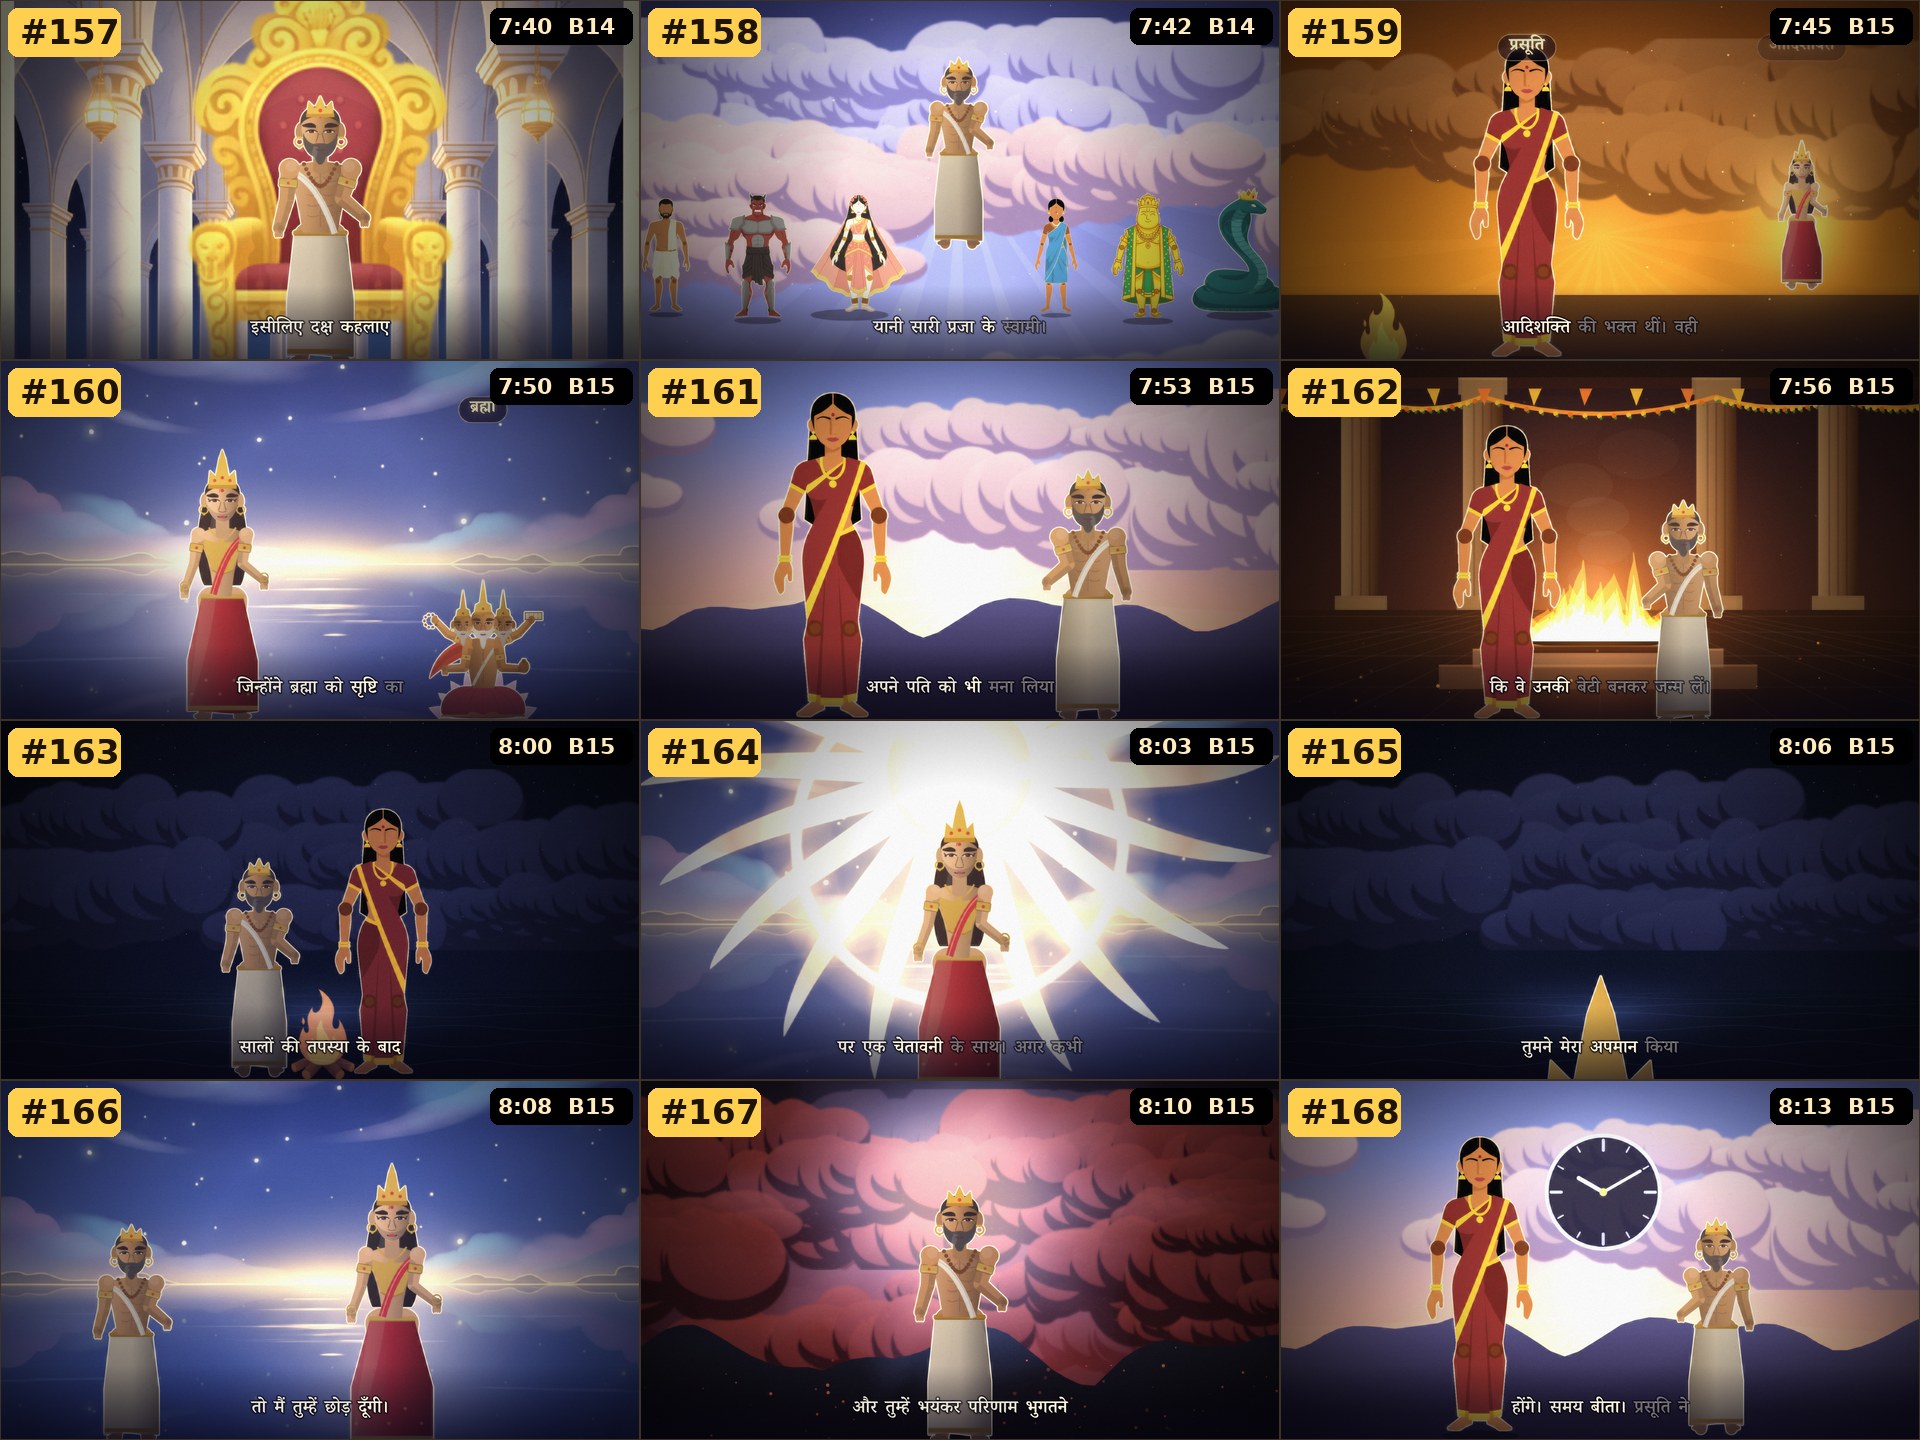 #157
7:40 B14
इसीलिए दक्ष कहलाए
#158
7:42 B14
यानी सारी प्रजा के स्वामी।
#159
7:45 B15
प्रसूति
आदिशक्ति
आदिशक्ति की भक्त थीं। वही
#160
7:50 B15
ब्रह्मा
जिन्होंने ब्रह्मा को सृष्टि का
#161
7:53 B15
अपने पति को भी मना लिया
#162
7:56 B15
कि वे उनकी बेटी बनकर जन्म लें।
#163
8:00 B15
सालों की तपस्या के बाद
#164
8:03 B15
पर एक चेतावनी के साथ। अगर कभी
#165
8:06 B15
तुमने मेरा अपमान किया
#166
8:08 B15
तो मैं तुम्हें छोड़ दूँगी।
#167
8:10 B15
और तुम्हें भयंकर परिणाम भुगतने
#168
8:13 B15
होंगे। समय बीता। प्रसूति ने